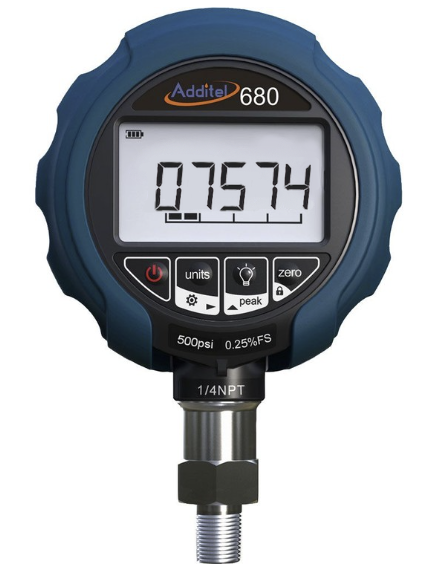 Additel 680
07574
units
zero
peak
500psi 0.25%FS
1/4NPT